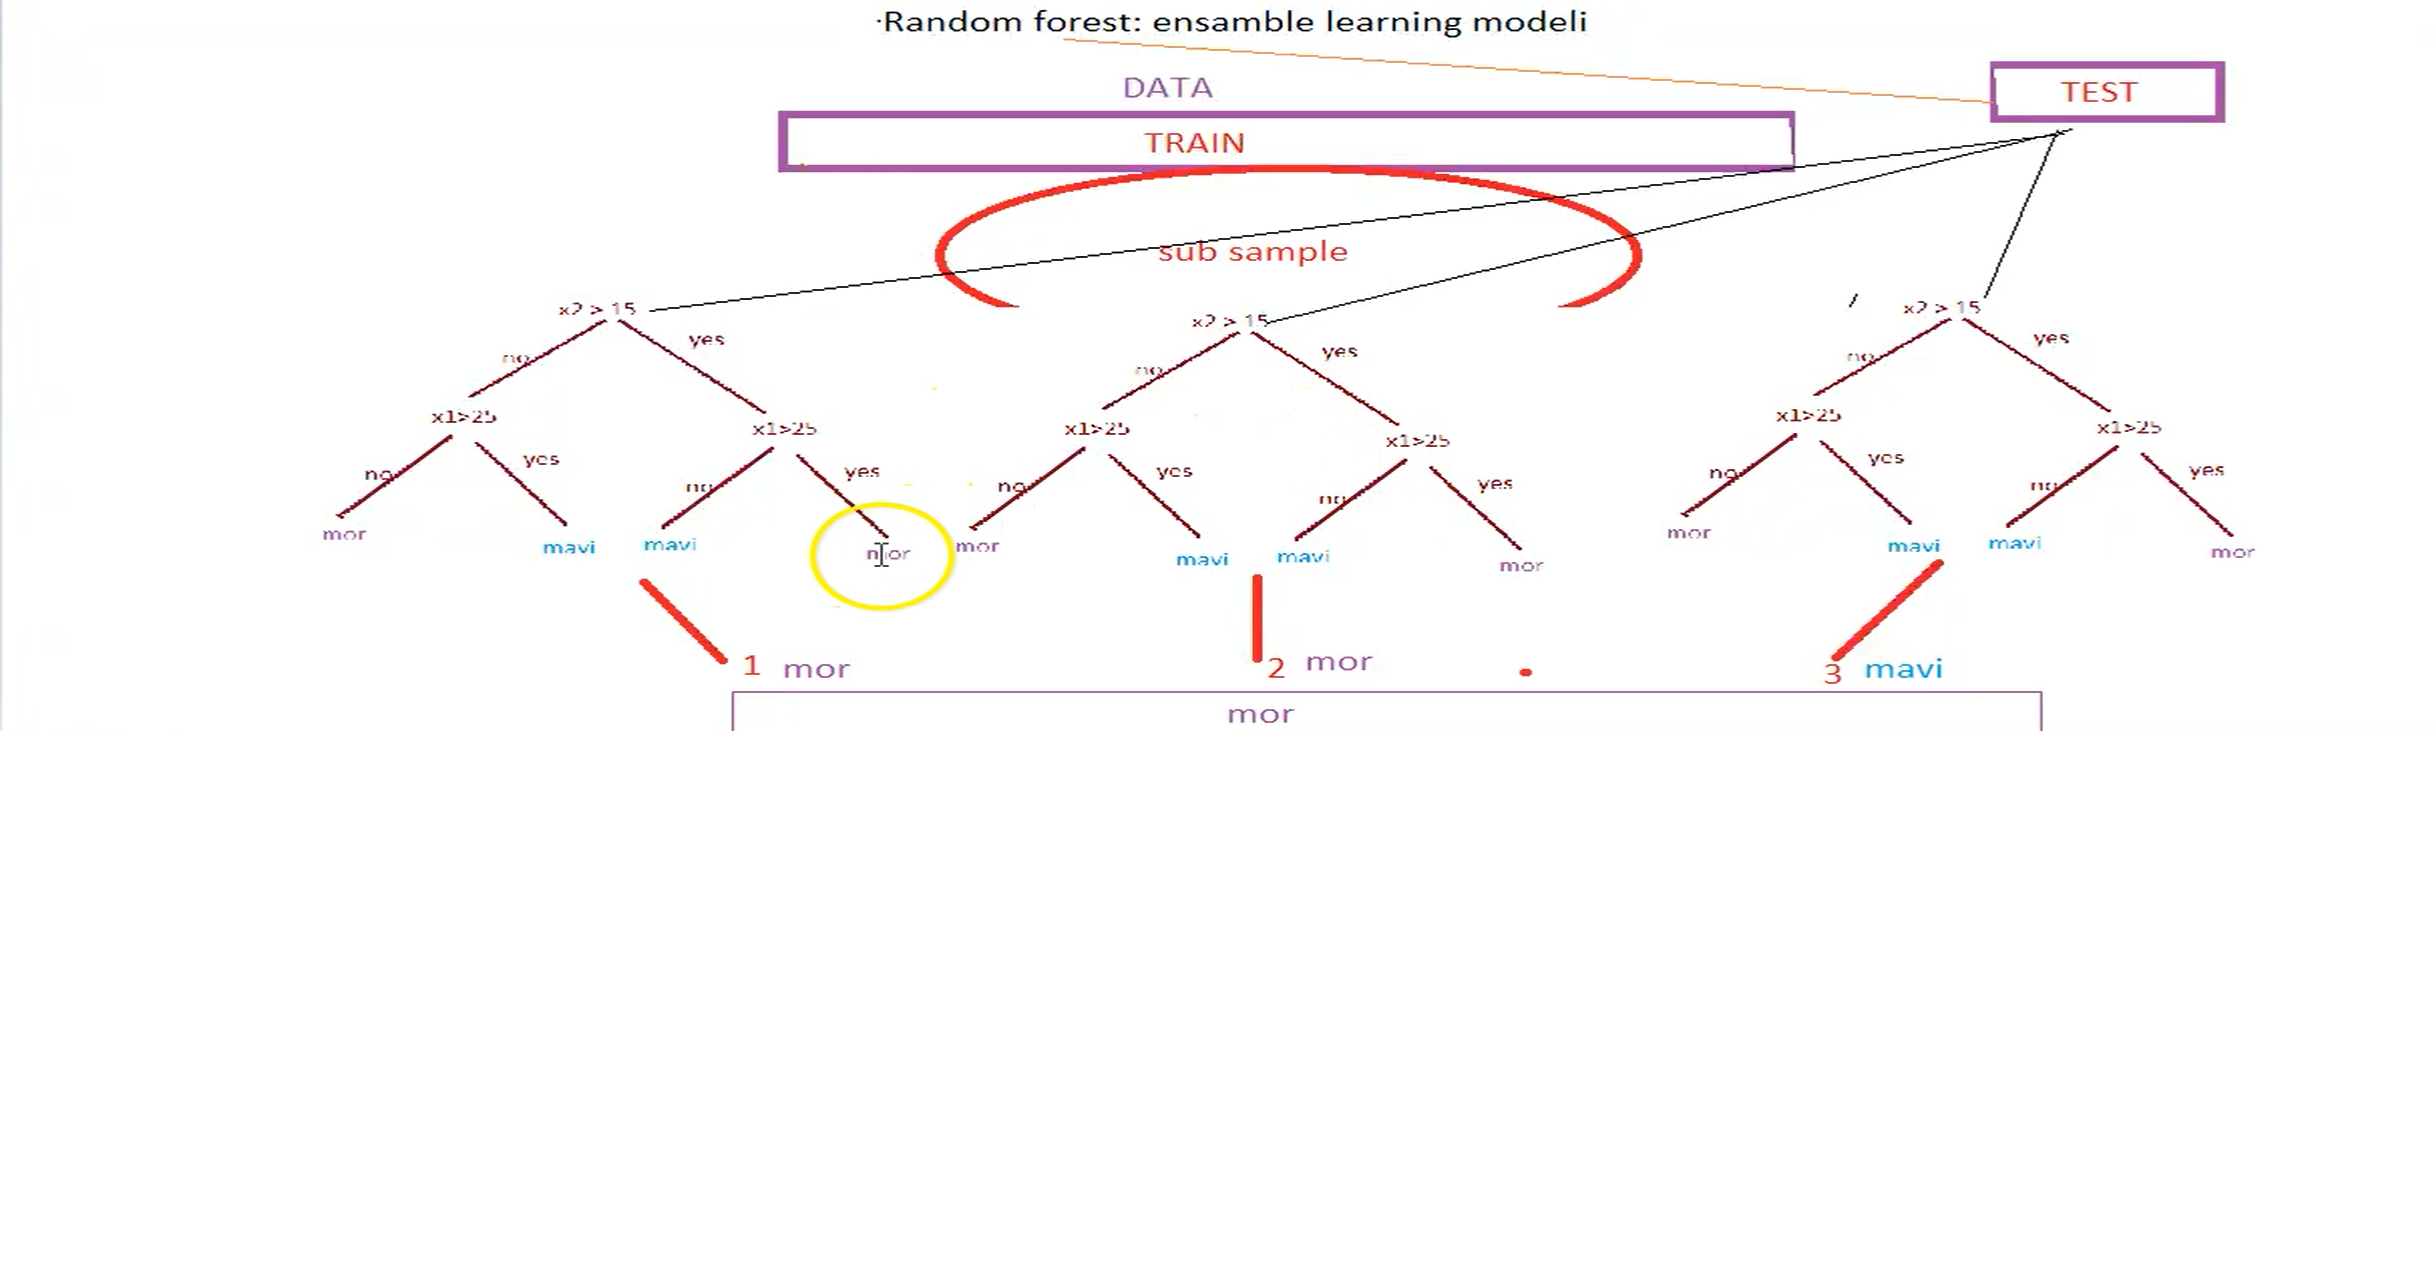 ·Random forest: ensamble learning modeli
DATA
TEST
TRAIN
sub sample
x2 > 15
x2 > 15
x2 > 15
no
yes
no
yes
no
yes
x1>25
x1>25
x1>25
x1>25
x1>25
x1>25
no
yes
no
yes
no
yes
no
yes
no
yes
no
yes
mor
mavi
mavi
mor
mor
mavi
mavi
mor
mor
mavi
mavi
mor
1 mor
2 mor
3 mavi
mor